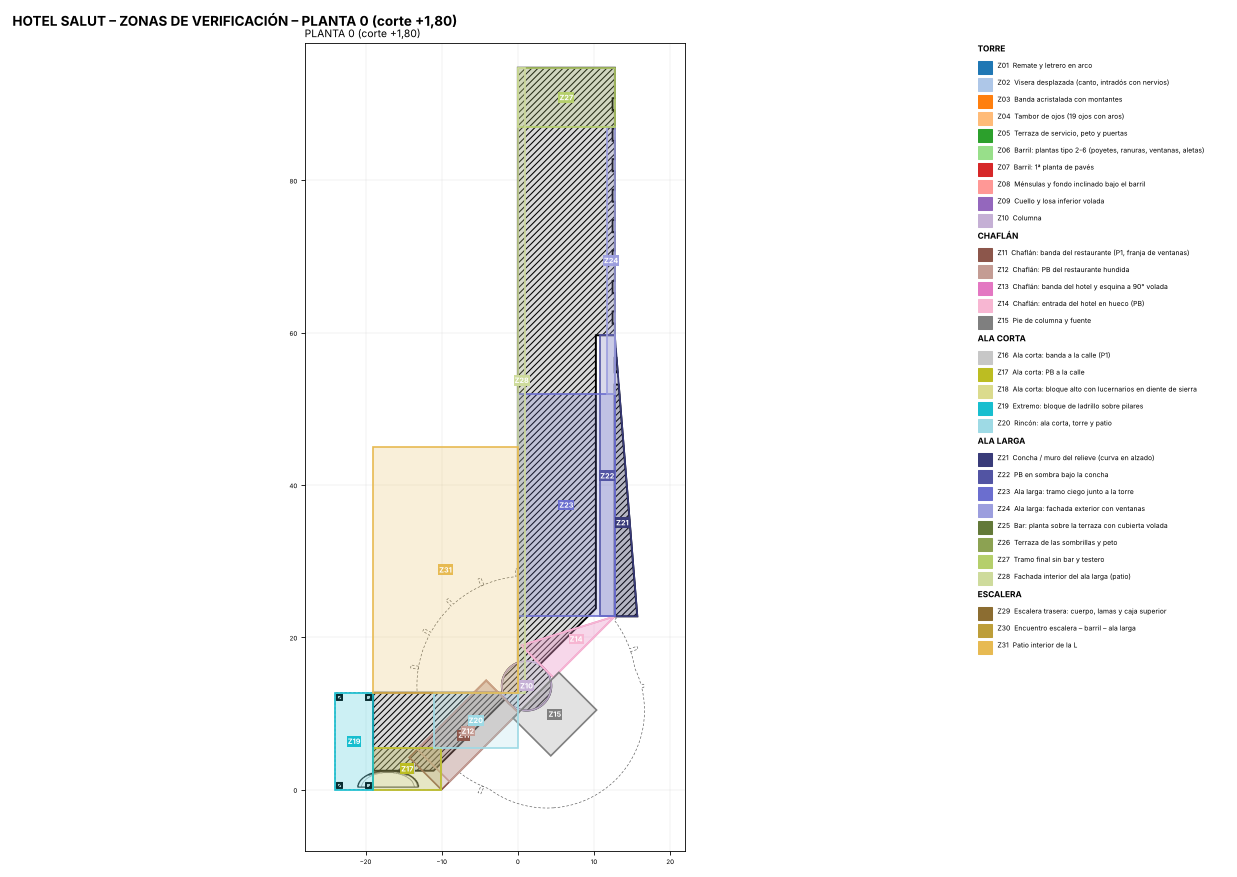 HOTEL SALUT – ZONAS DE VERIFICACIÓN – PLANTA 0 (corte +1,80)
PLANTA 0 (corte +1,80)
TORRE
Z01 Remate y letrero en arco
Z02 Visera desplazada (canto, intradós con nervios)
Z03 Banda acristalada con montantes
Z04 Tambor de ojos (19 ojos con aros)
Z05 Terraza de servicio, peto y puertas
Z06 Barril: plantas tipo 2-6 (poyetes, ranuras, ventanas, aletas)
Z07 Barril: 1ª planta de pavés
Z08 Ménsulas y fondo inclinado bajo el barril
Z09 Cuello y losa inferior volada
Z10 Columna
CHAFLÁN
Z11 Chaflán: banda del restaurante (P1, franja de ventanas)
Z12 Chaflán: PB del restaurante hundida
Z13 Chaflán: banda del hotel y esquina a 90° volada
Z14 Chaflán: entrada del hotel en hueco (PB)
Z15 Pie de columna y fuente
ALA CORTA
Z16 Ala corta: banda a la calle (P1)
Z17 Ala corta: PB a la calle
Z18 Ala corta: bloque alto con lucernarios en diente de sierra
Z19 Extremo: bloque de ladrillo sobre pilares
Z20 Rincón: ala corta, torre y patio
ALA LARGA
Z21 Concha / muro del relieve (curva en alzado)
Z22 PB en sombra bajo la concha
Z23 Ala larga: tramo ciego junto a la torre
Z24 Ala larga: fachada exterior con ventanas
Z25 Bar: planta sobre la terraza con cubierta volada
Z26 Terraza de las sombrillas y peto
Z27 Tramo final sin bar y testero
Z28 Fachada interior del ala larga (patio)
ESCALERA
Z29 Escalera trasera: cuerpo, lamas y caja superior
Z30 Encuentro escalera – barril – ala larga
Z31 Patio interior de la L
Z27
80
Z24
60
Z28
Z22
40
Z23
Z21
Z31
20
Z14
Z10
Z15
Z20
Z12
Z19
Z17
0
−20
−10
0
10
20